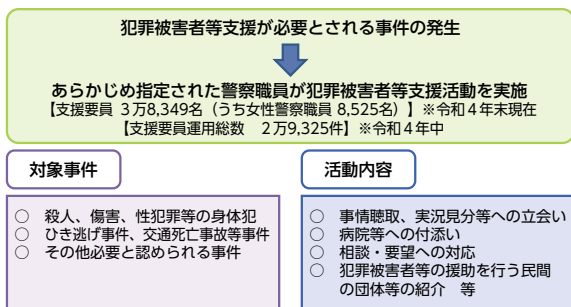 犯罪被害者等支援が必要とされる事件の発生
あらかじめ指定された警察職員が犯罪被害者等支援活動を実施
【支援要員 3万8,349名（うち女性警察職員 8,525名）】※令和4年末現在
【支援要員運用総数　2万9,325件】※令和4年中
対象事件
○　殺人、傷害、性犯罪等の身体犯
○　ひき逃げ事件、交通死亡事故等事件
○　その他必要と認められる事件
活動内容
○　事情聴取、実況見分等への立会い
○　病院等への付添い
○　相談・要望への対応
○　犯罪被害者等の援助を行う民間
の団体等の紹介　等